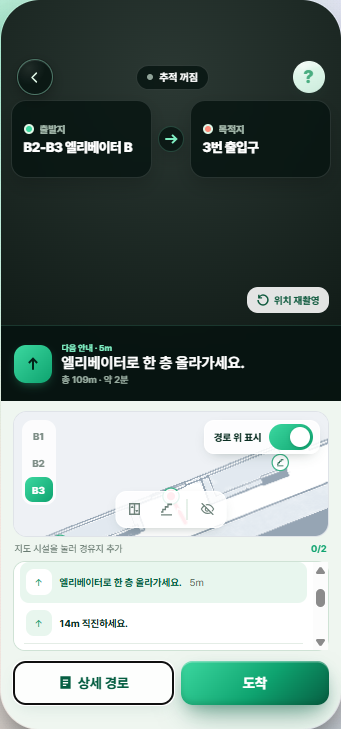 추적 꺼짐
?
출발지
B2-B3 엘리베이터 B
목적지
3번 출입구
위치 재촬영
다음 안내 · 5m
엘리베이터로 한 층 올라가세요.
총 109m · 약 2분
경로 위 표시
B1
B2
B3
지도 시설을 눌러 경유지 추가
0/2
엘리베이터로 한 층 올라가세요. 5m
14m 직진하세요.
상세 경로
도착